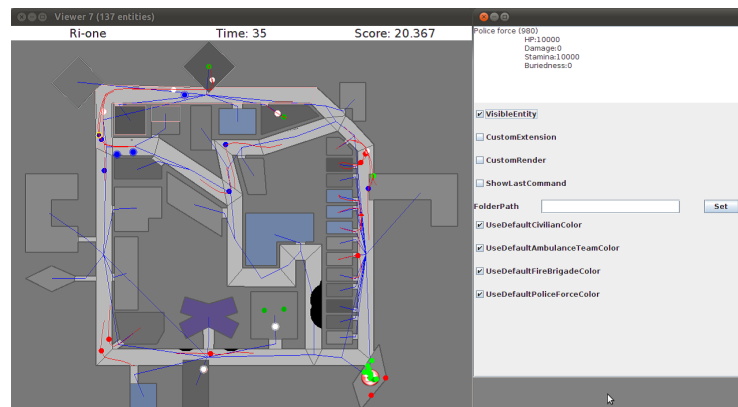 Viewer 7 (137 entities)
Ri-one Time: 35 Score: 20.367
Police force (980)
HP:10000
Damage:0
Stamina:10000
Buriedness:0
VisibleEntity
CustomExtension
CustomRender
ShowLastCommand
FolderPath Set
UseDefaultCivilianColor
UseDefaultAmbulanceTeamColor
UseDefaultFireBrigadeColor
UseDefaultPoliceForceColor